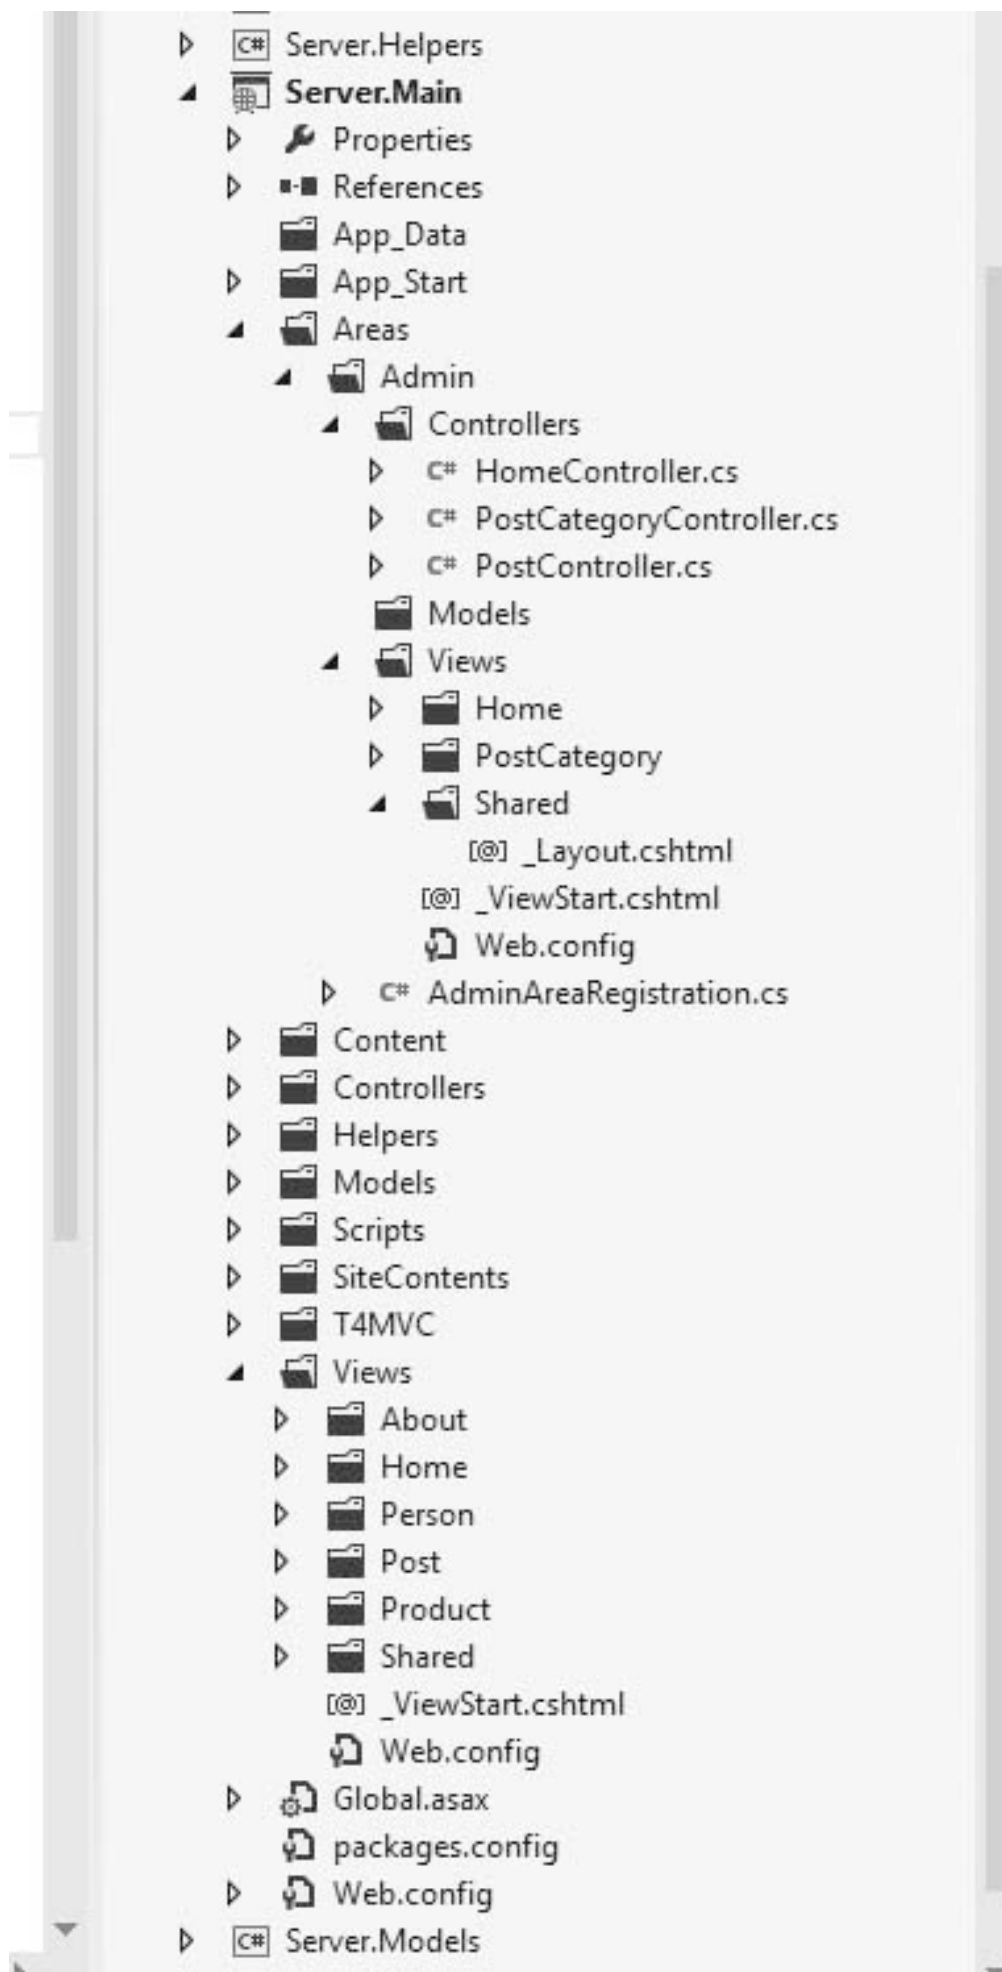 C# Server.Helpers
Server.Main
Properties
References
App_Data
App_Start
Areas
Admin
Controllers
C# HomeController.cs
C# PostCategoryController.cs
C# PostController.cs
Models
Views
Home
PostCategory
Shared
[@] _Layout.cshtml
[@] _ViewStart.cshtml
Web.config
C# AdminAreaRegistration.cs
Content
Controllers
Helpers
Models
Scripts
SiteContents
T4MVC
Views
About
Home
Person
Post
Product
Shared
[@] _ViewStart.cshtml
Web.config
Global.asax
packages.config
Web.config
C# Server.Models